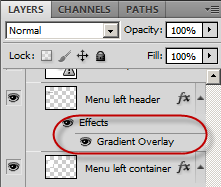 LAYERS CHANNELS PATHS
Normal Opacity: 100%
Lock: Fill: 100%
Menu left header fx
Effects
Gradient Overlay
Menu left container fx